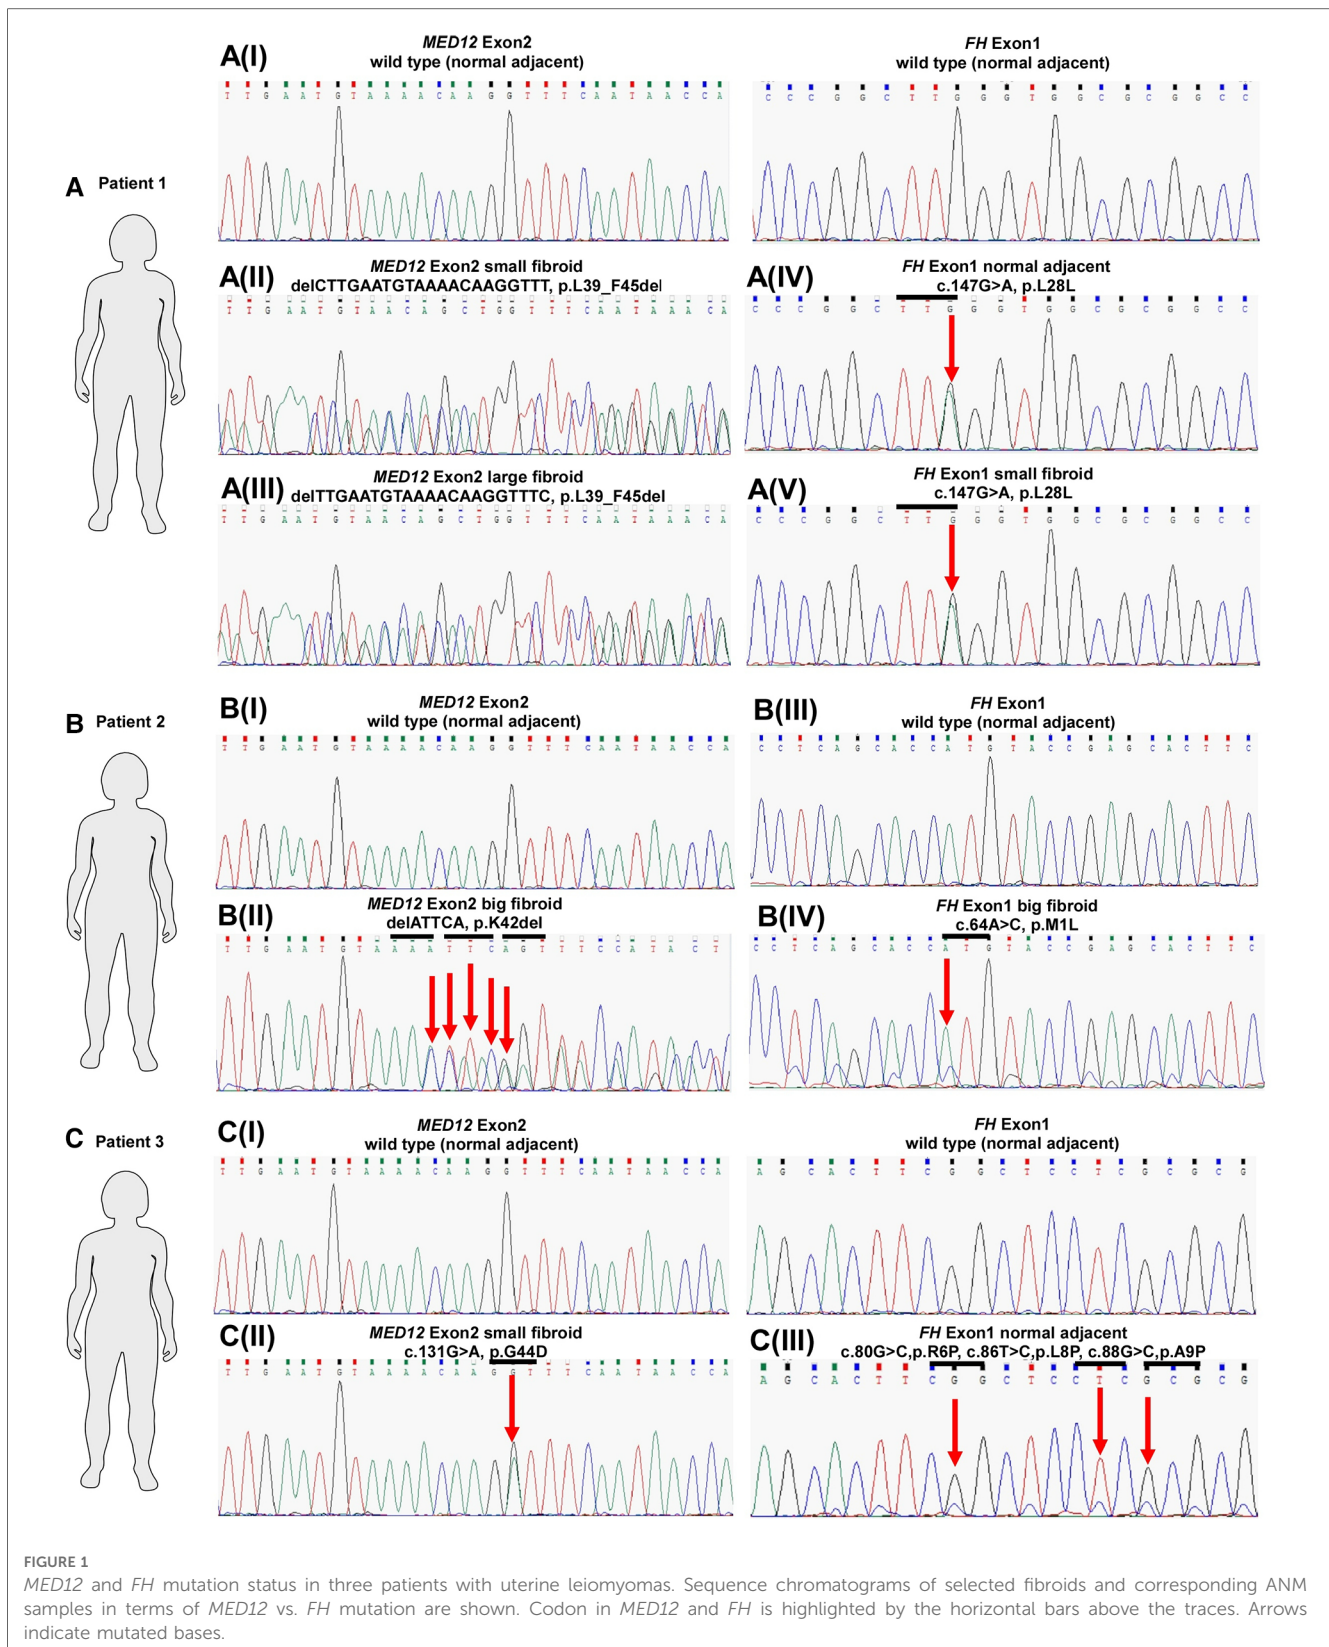 A Patient 1
A(I)
MED12 Exon2
wild type (normal adjacent)
T T G A A T G T A A A A C A A G G T T T C A A T A A C C A
FH Exon1
wild type (normal adjacent)
C C C G G C T T G G G T G G C G C G G C C
A(II)
MED12 Exon2 small fibroid
delCTTGAATGTAAAACAAGGTTT, p.L39_F45del
T T G A A T G T A A C A G C T G G T T T C A A T A A A C A
A(IV)
FH Exon1 normal adjacent
c.147G>A, p.L28L
C C C G G C T T G G G T G G C G C G G C C
A(III)
MED12 Exon2 large fibroid
delTTGAATGTAAAACAAGGTTTC, p.L39_F45del
T T G A A T G T A A C A G C T G G T T T C A A T A A A C A
A(V)
FH Exon1 small fibroid
c.147G>A, p.L28L
C C C G G C T T G G G T G G C G C G G C C
B Patient 2
B(I)
MED12 Exon2
wild type (normal adjacent)
T T G A A T G T A A A A C A A G G T T T C A A T A A C C A
B(III)
FH Exon1
wild type (normal adjacent)
C C T C A G C A C C A T G T A C C G A G C A C T T C
B(II)
MED12 Exon2 big fibroid
delATTCA, p.K42del
T T G A A T G T A A A A T T C A G T T T C C A T A C T
B(IV)
FH Exon1 big fibroid
c.64A>C, p.M1L
C C T C A G C A C C A T G T A C C G A G C A C T T C
C Patient 3
C(I)
MED12 Exon2
wild type (normal adjacent)
T T G A A T G T A A A A C A A G G T T T C A A T A A C C A
FH Exon1
wild type (normal adjacent)
A G C A C T T C G G C T C C T C G C G C G
C(II)
MED12 Exon2 small fibroid
c.131G>A, p.G44D
T T G A A T G T A A A A C A A G G T T T C A A T A A C C A
C(III)
FH Exon1 normal adjacent
c.80G>C,p.R6P, c.86T>C,p.L8P, c.88G>C,p.A9P
A G C A C T T C G G C T C C T C G C G C G
FIGURE 1
MED12 and FH mutation status in three patients with uterine leiomyomas. Sequence chromatograms of selected fibroids and corresponding ANM
samples in terms of MED12 vs. FH mutation are shown. Codon in MED12 and FH is highlighted by the horizontal bars above the traces. Arrows
indicate mutated bases.